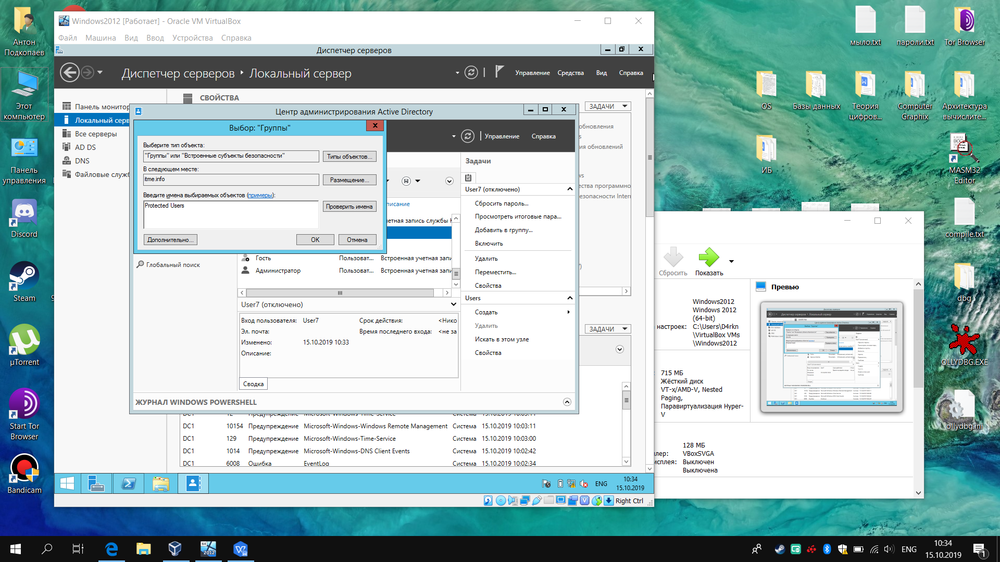 Антон Подкопаев
Этот компьютер
Панель управления
Discord
Steam
µTorrent
Start Tor Browser
Bandicam
Windows2012 [Работает] - Oracle VM VirtualBox
Файл Машина Вид Ввод Устройства Справка
Диспетчер серверов
Диспетчер серверов ‣ Локальный сервер
Управление Средства Вид Справка
Панель монитор
Локальный серв
Все серверы
AD DS
DNS
Файловые служб
СВОЙСТВА
ЗАДАЧИ
Центр администрирования Active Directory
Управление Справка
Выбор: "Группы"
Выберите тип объекта:
"Группы" или "Встроенные субъекты безопасности"
Типы объектов...
В следующем месте:
itme.info
Размещение...
Введите имена выбираемых объектов (примеры):
Protected Users
Проверить имена
Дополнительно...
OK
Отмена
Глобальный поиск
писание
етная запись службы
Гость Пользоват... Встроенная учетная запи
Администратор Пользоват... Встроенная учетная запи
User7 (отключено)
Вход пользователя: User7 Срок действия: <Нико
Эл. почта: Время последнего входа: <не за
Изменено: 15.10.2019 10:33
Описание:
Сводка
Задачи
User7 (отключено)
Сбросить пароль...
Просмотреть итоговые пара...
Добавить в группу...
Включить
Удалить
Переместить...
Свойства
Users
Создать
Удалить
Искать в этом узле
Свойства
ЖУРНАЛ WINDOWS POWERSHELL
обновления
ия обновлений
ества программно
езопасности Interr
ЗАДАЧИ
DC1 12 Предупреждение Microsoft-Windows-Time-Service Система 15.10.2019 10:03:11
DC1 10154 Предупреждение Microsoft-Windows-Windows Remote Management Система 15.10.2019 10:03:11
DC1 129 Предупреждение Microsoft-Windows-Time-Service Система 15.10.2019 10:03:00
DC1 1014 Предупреждение Microsoft-Windows-DNS Client Events Система 15.10.2019 10:02:42
DC1 6008 Ошибка EventLog Система 15.10.2019 10:02:34
ENG
10:34
15.10.2019
Right Ctrl
Сбросить
Показать
Превью
Windows2012
Windows 2012
(64-bit)
настроек: C:\Users\D4rkn
\VirtualBox VMs
\Windows2012
715 МБ
Жёсткий диск
VT-x/AMD-V, Nested
Paging,
Паравиртуализация Hyper-
V
128 МБ
лер: VBoxSVGA
исплея: Выключен
Выключена
мыло.txt
пароли.txt
Tor Browser
OS
Базы данных
Теория цифров...
Computer Graphix
Архитектура вычислите...
ИБ
MASM32 Editor
compile.txt
dbg
OLLYDBG.EXE
ollydbg.ini
ENG
10:34
15.10.2019
1